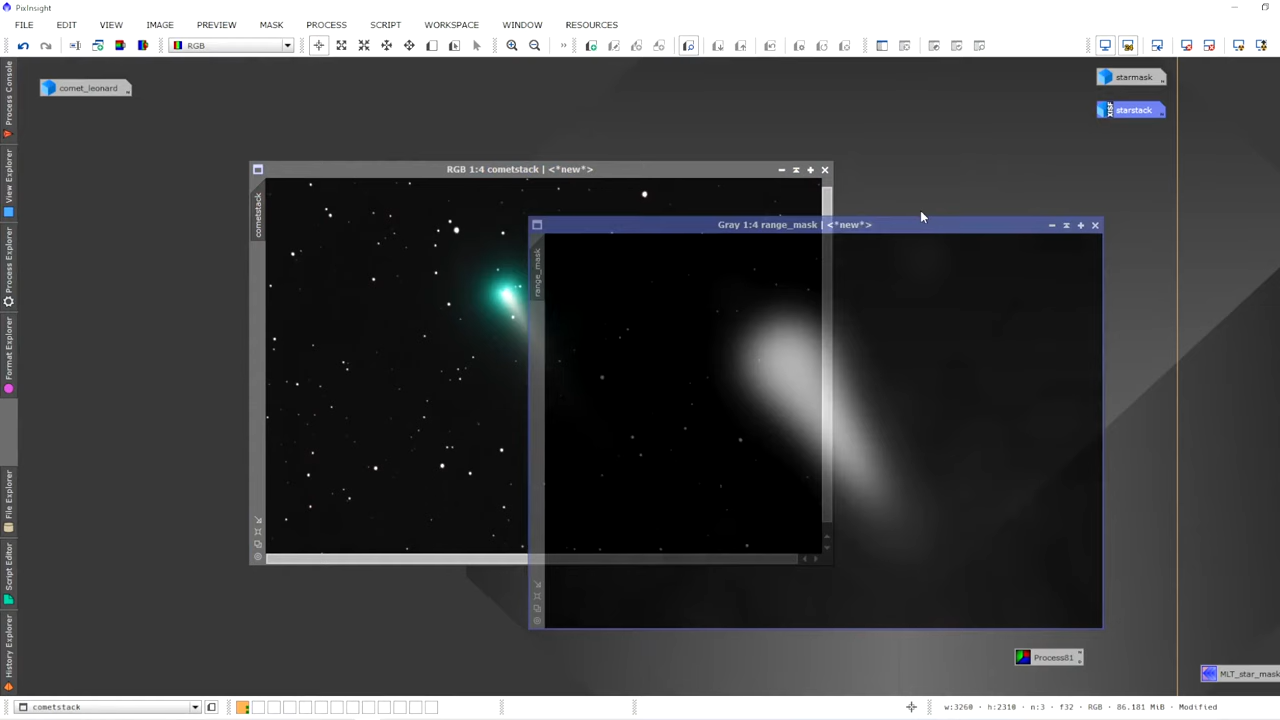 PixInsight
FILE EDIT VIEW IMAGE PREVIEW MASK PROCESS SCRIPT WORKSPACE WINDOW RESOURCES
RGB
Process Console
View Explorer
Process Explorer
Format Explorer
File Explorer
Script Editor
History Explorer
comet_leonard
starmask
starstack
RGB 1:4 cometstack | <*new*>
cometstack
Gray 1:4 range_mask | <*new*>
range_mask
Process81
MLT_star_mask
cometstack
w:3260 · h:2310 · n:3 · f32 · RGB · 86.181 MiB · Modified